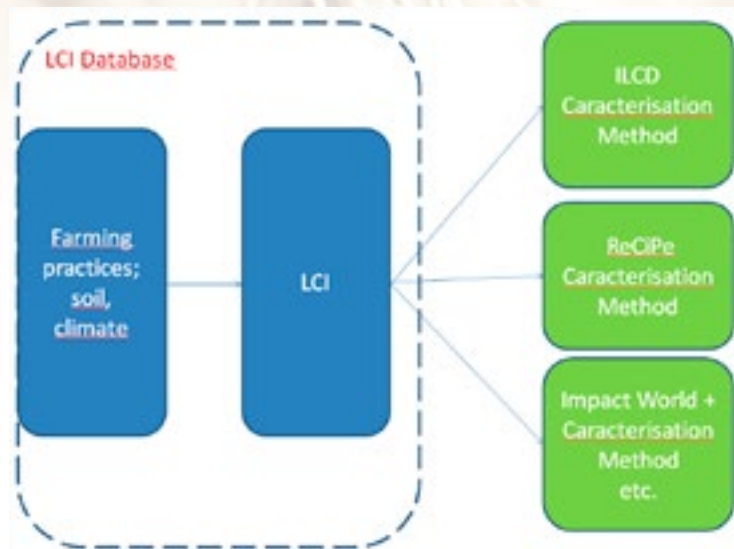 LCI Database
Farming
practices;
soil,
climate
LCI
ILCD
Caracterisation
Method
ReCiPe
Caracterisation
Method
Impact World +
Caracterisation
Method
etc.